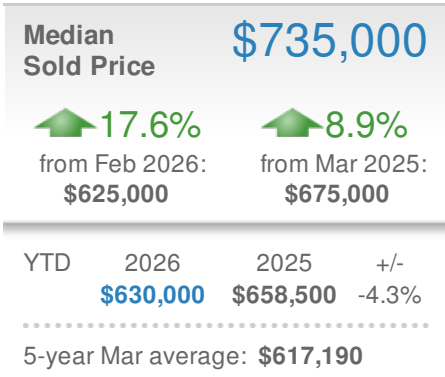 Median
Sold Price
$735,000
17.6%
from Feb 2026:
$625,000
8.9%
from Mar 2025:
$675,000
YTD 2026 2025 +/-
$630,000 $658,500 -4.3%
5-year Mar average: $617,190